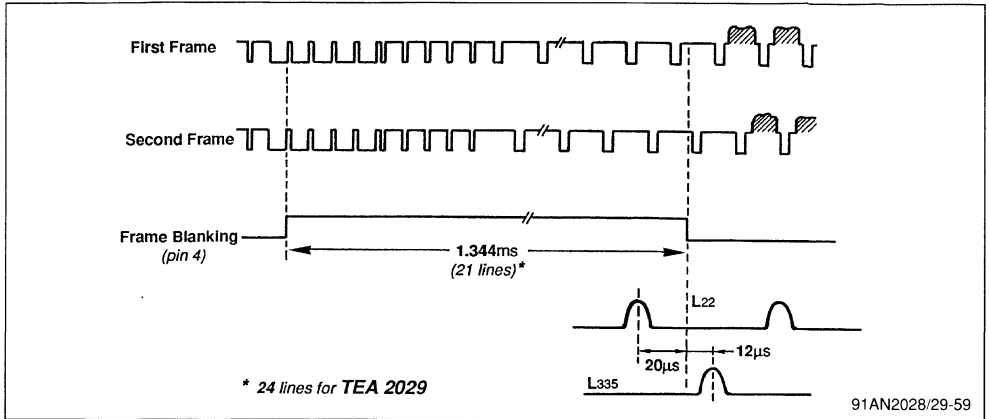 First Frame
Second Frame
Frame Blanking
(pin 4)
1.344ms
(21 lines)*
L22
20µs
12µs
L335
* 24 lines for TEA 2029
91AN2028/29-59